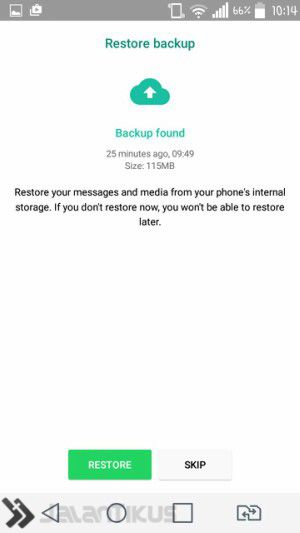 66% 10:14
Restore backup
Backup found
25 minutes ago, 09:49
Size: 115MB
Restore your messages and media from your phone's internal
storage. If you don't restore now, you won't be able to restore
later.
RESTORE SKIP
JALANTIKUS